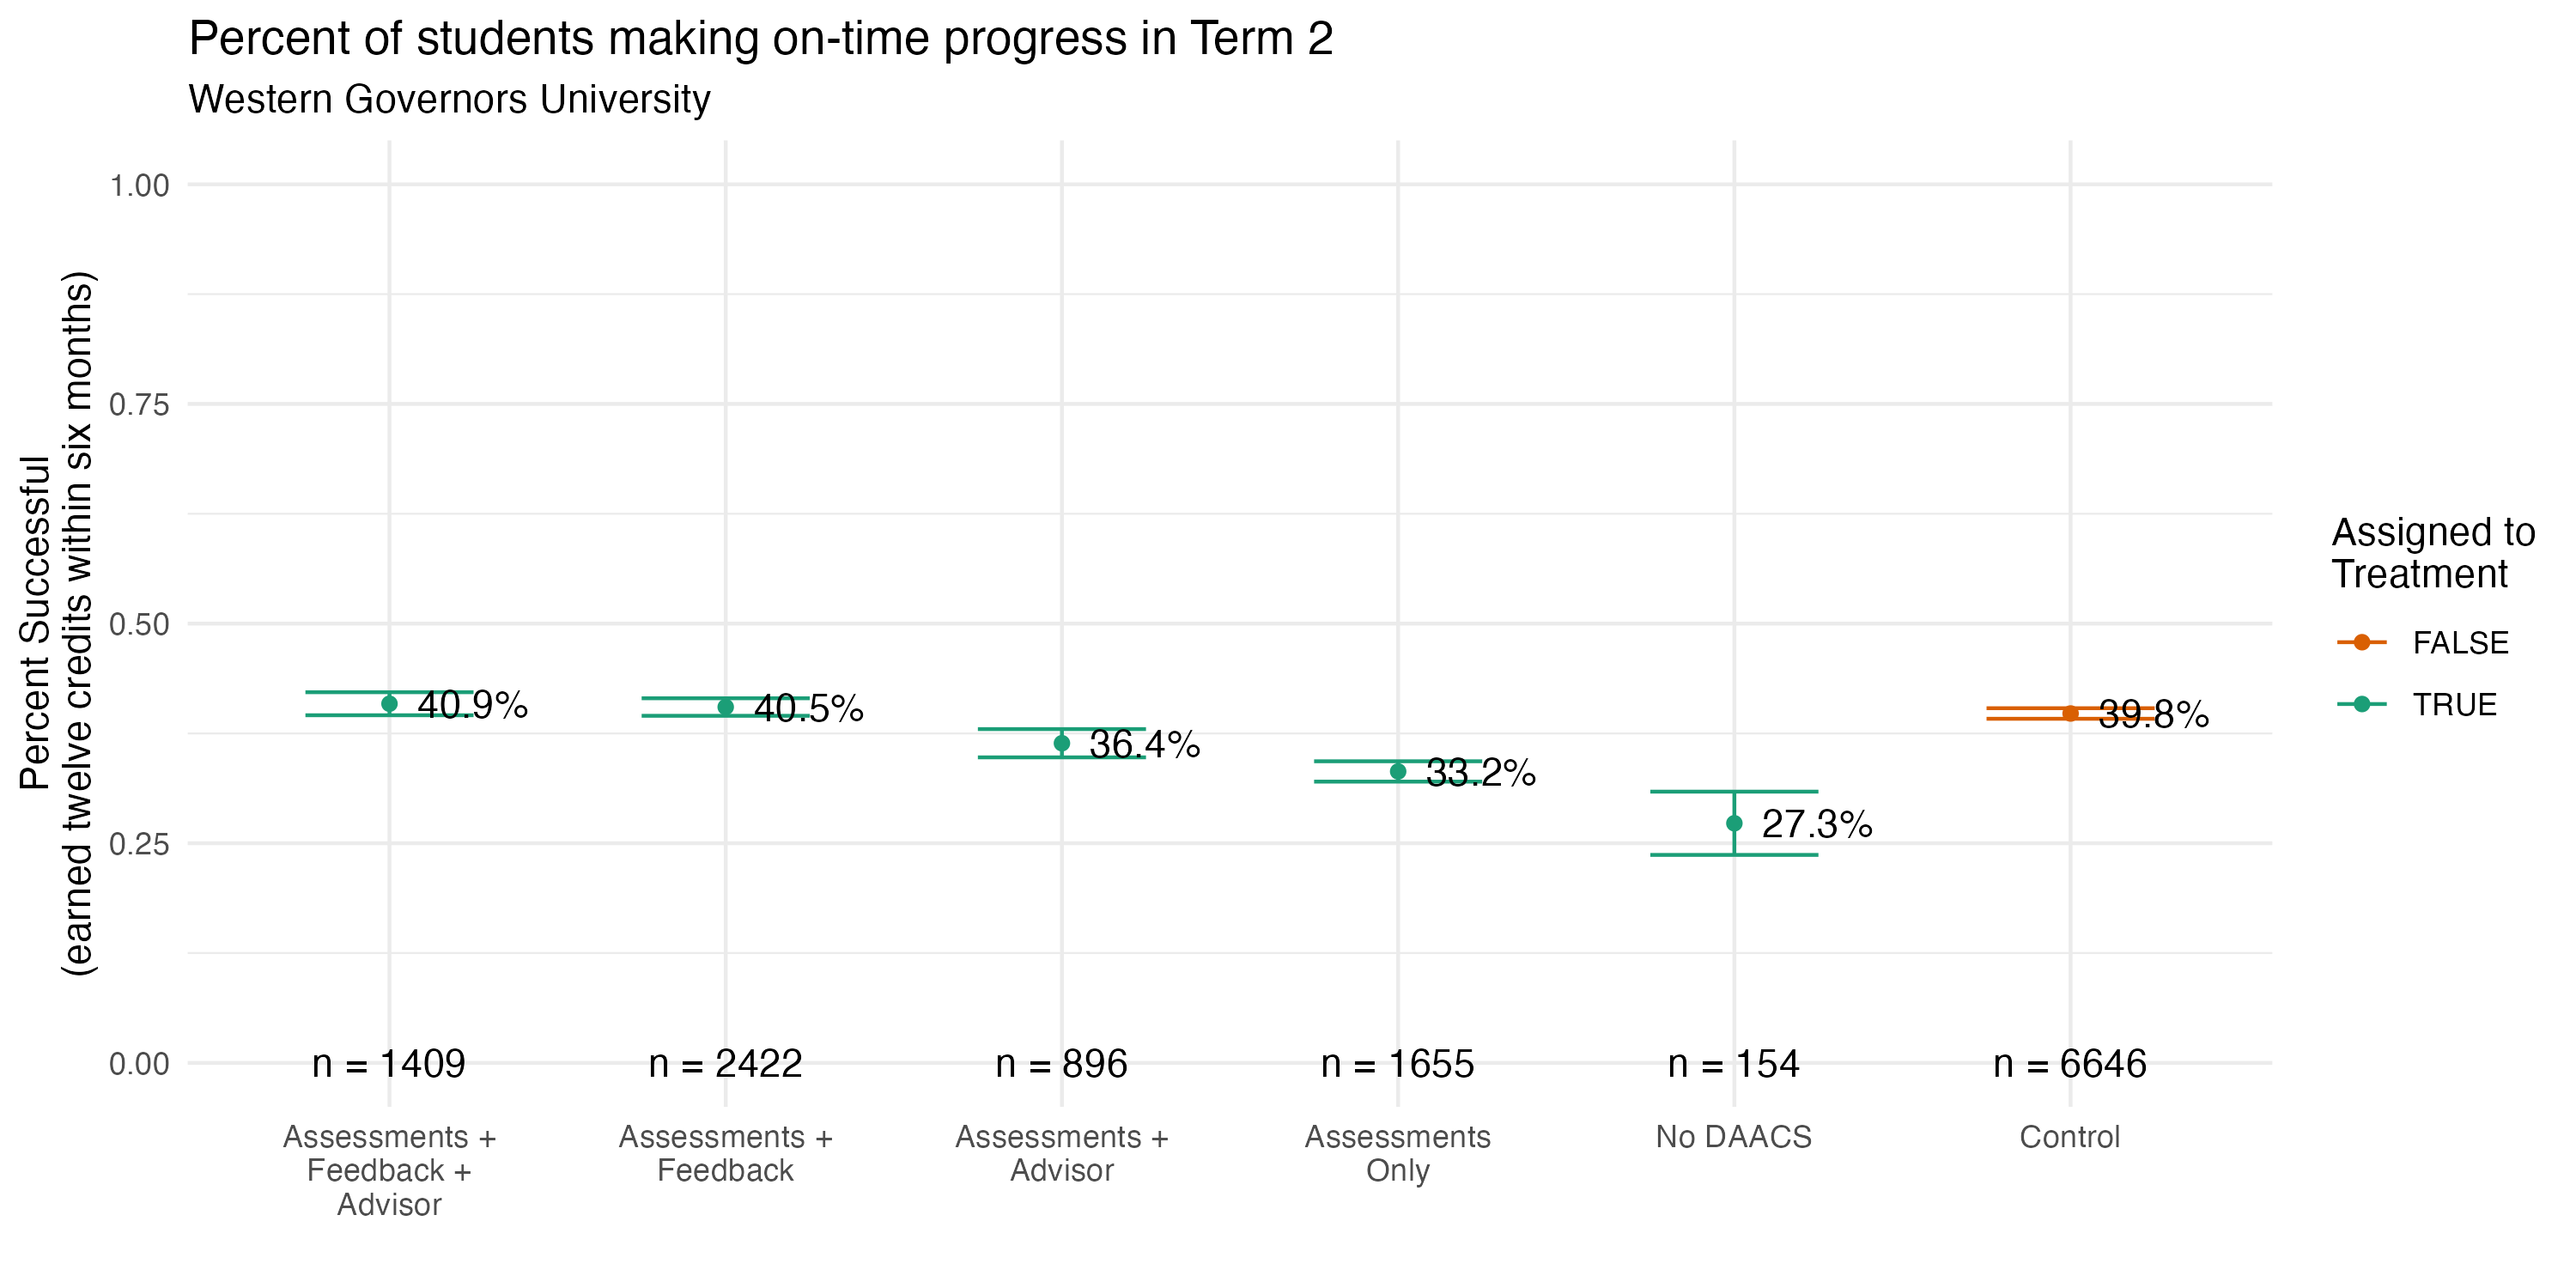 Percent of students making on-time progress in Term 2
Western Governors University
Percent Successful
(earned twelve credits within six months)
1.00
0.75
0.50
0.25
0.00
40.9%
40.5%
36.4%
33.2%
27.3%
39.8%
n = 1409
n = 2422
n = 896
n = 1655
n = 154
n = 6646
Assessments +
Feedback +
Advisor
Assessments +
Feedback
Assessments +
Advisor
Assessments
Only
No DAACS
Control
Assigned to
Treatment
FALSE
TRUE